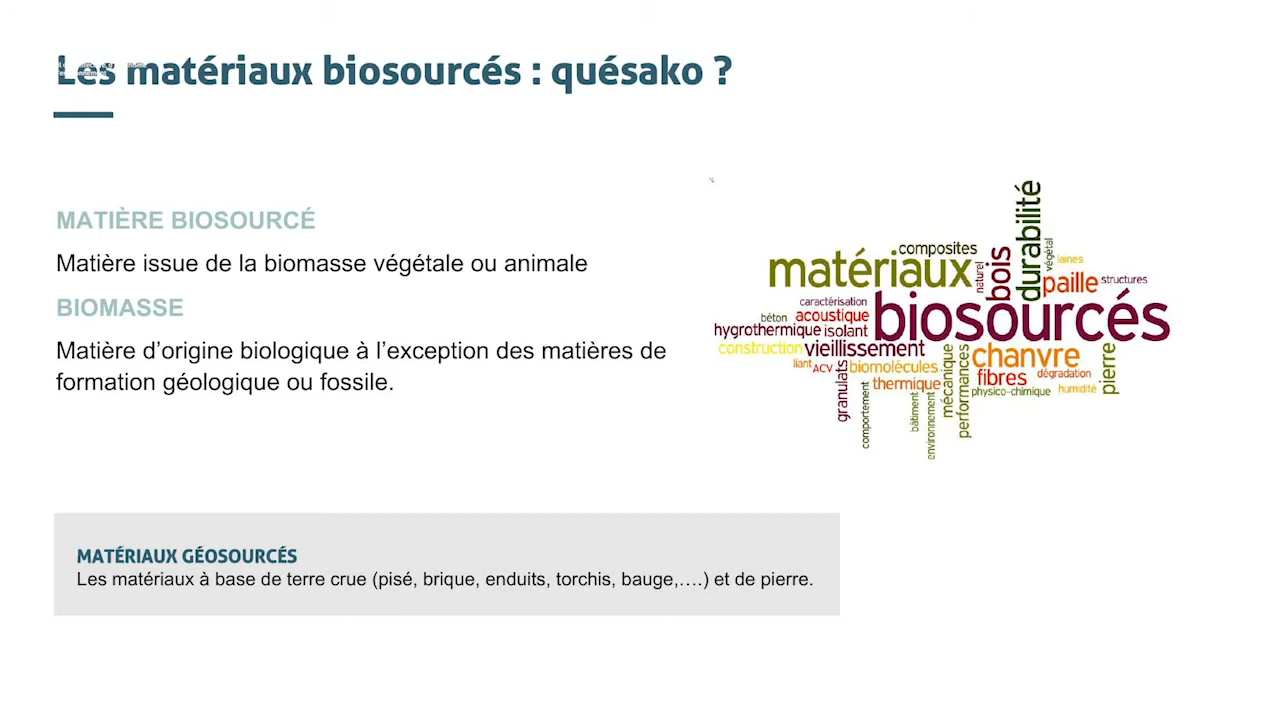 Les matériaux biosourcés : quésako ?
MATIÈRE BIOSOURCÉ
Matière issue de la biomasse végétale ou animale
BIOMASSE
Matière d’origine biologique à l’exception des matières de
formation géologique ou fossile.
durabilité
composites
végétal
laines
matériaux
naturel
bois
paille
structures
caractérisation
biosourcés
béton
acoustique
hygrothermique
isolant
construction
vieillissement
mécanique
performances
chanvre
pierre
liant
ACV
granulats
biomolécules
fibres
dégradation
thermique
comportement
physico-chimique
humidité
bâtiment
environnement
MATÉRIAUX GÉOSOURCÉS
Les matériaux à base de terre crue (pisé, brique, enduits, torchis, bauge,….) et de pierre.